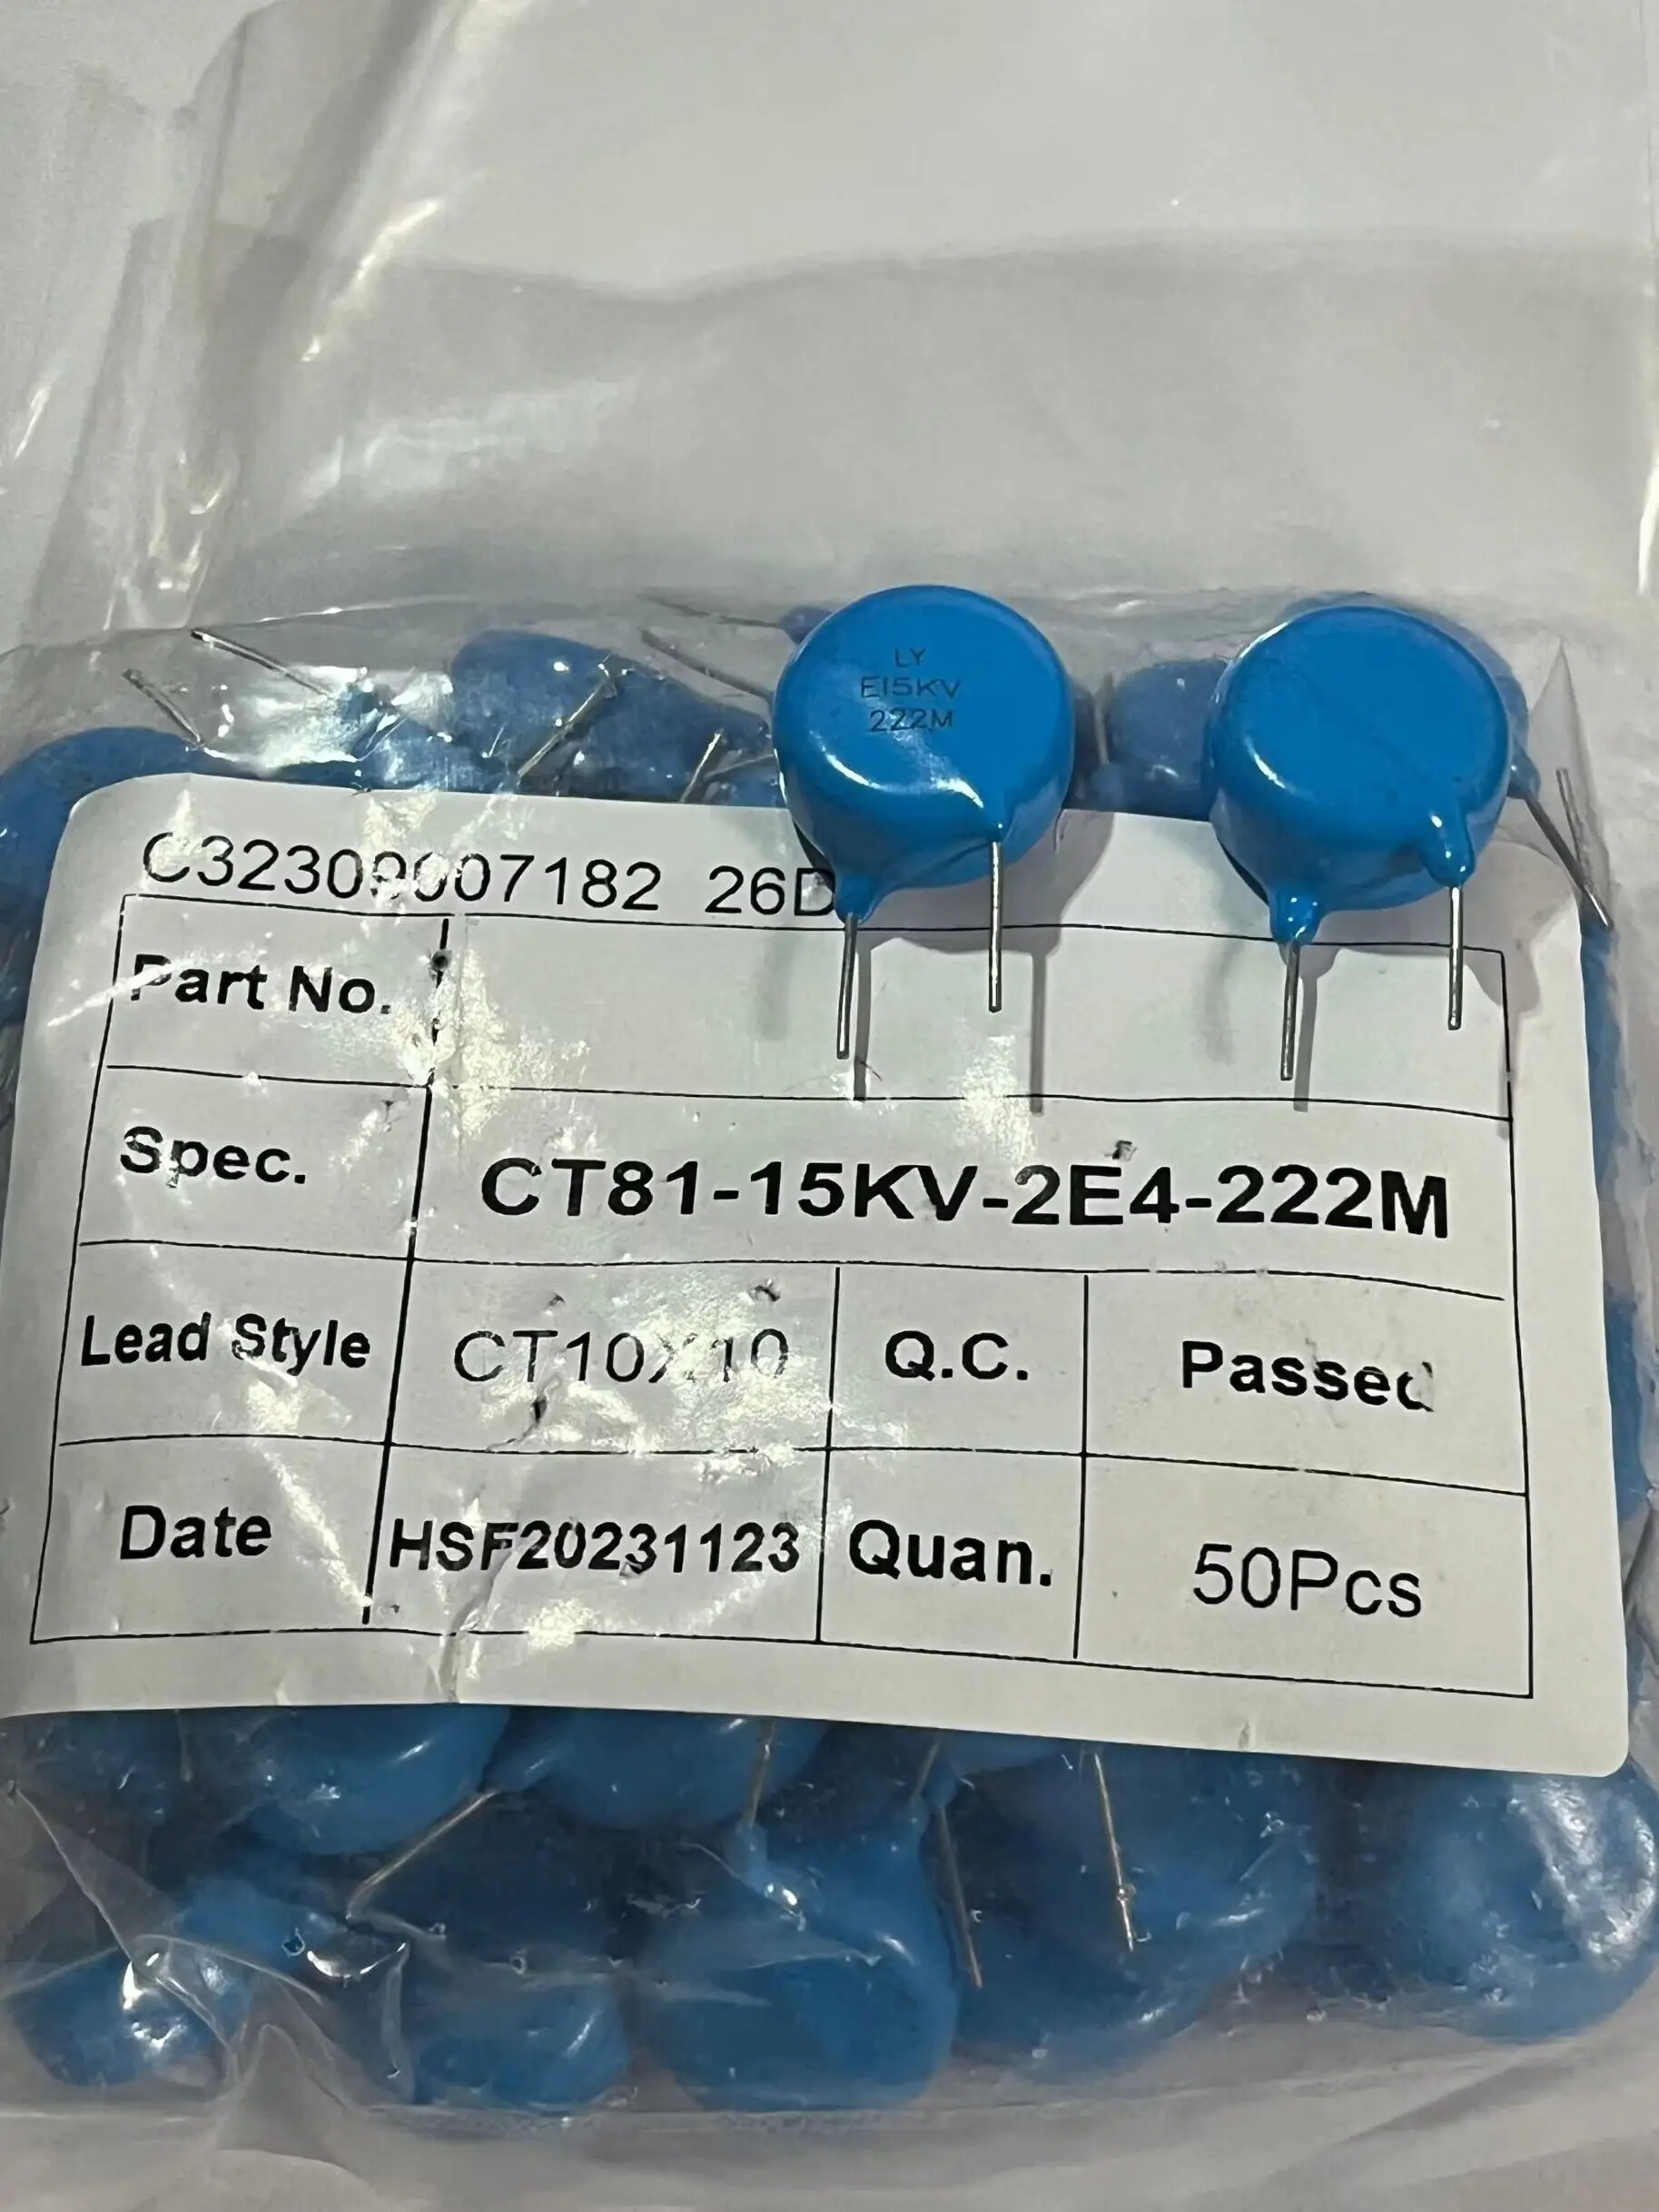 LY
E15KV
222M
C32309007182 26D
Part No.
Spec. CT81-15KV-2E4-222M
Lead Style CT10X10 Q.C. Passed
Date HSF20231123 Quan. 50Pcs